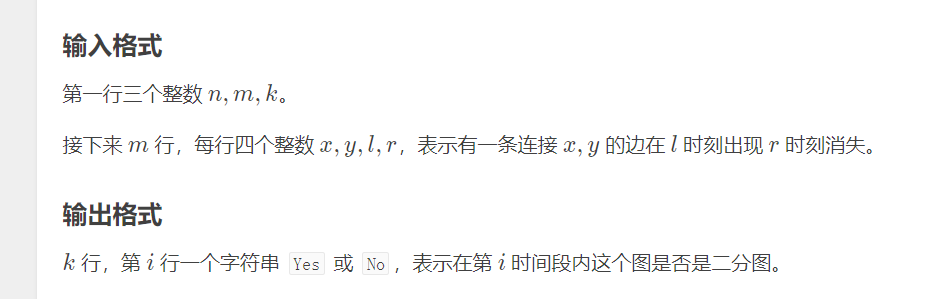 输入格式
第一行三个整数 n, m, k。
接下来 m 行，每行四个整数 x, y, l, r，表示有一条连接 x, y 的边在 l 时刻出现 r 时刻消失。
输出格式
k 行，第 i 行一个字符串 Yes 或 No，表示在第 i 时间段内这个图是否是二分图。